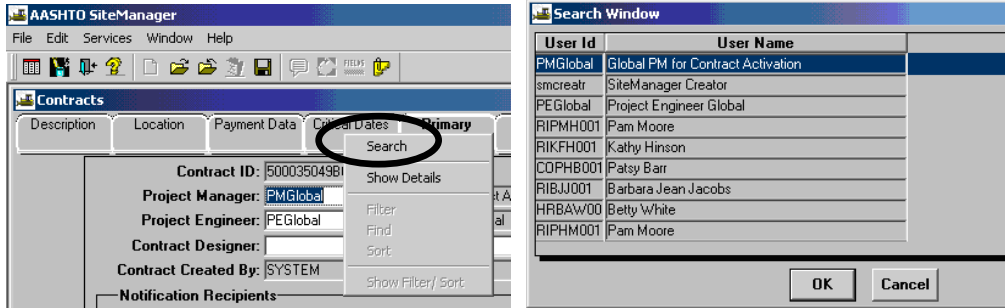 AASHTO SiteManager
File Edit Services Window Help
FIELDS
Contracts
Description Location Payment Data Critical Dates Primary
Search
Show Details
Filter
Find
Sort
Show Filter/ Sort
Contract ID: 500035049B
Project Manager: PMGlobal
Project Engineer: PEGlobal al
Contract Designer:
Contract Created By: SYSTEM
Notification Recipients
Search Window
User Id User Name
PMGlobal Global PM for Contract Activation
smcreatr SiteManager Creator
PEGlobal Project Engineer Global
RIPMH001 Pam Moore
RIKFH001 Kathy Hinson
COPHB001 Patsy Barr
RIBJJ001 Barbara Jean Jacobs
HRBAW00 Betty White
RIPHM001 Pam Moore
OK Cancel